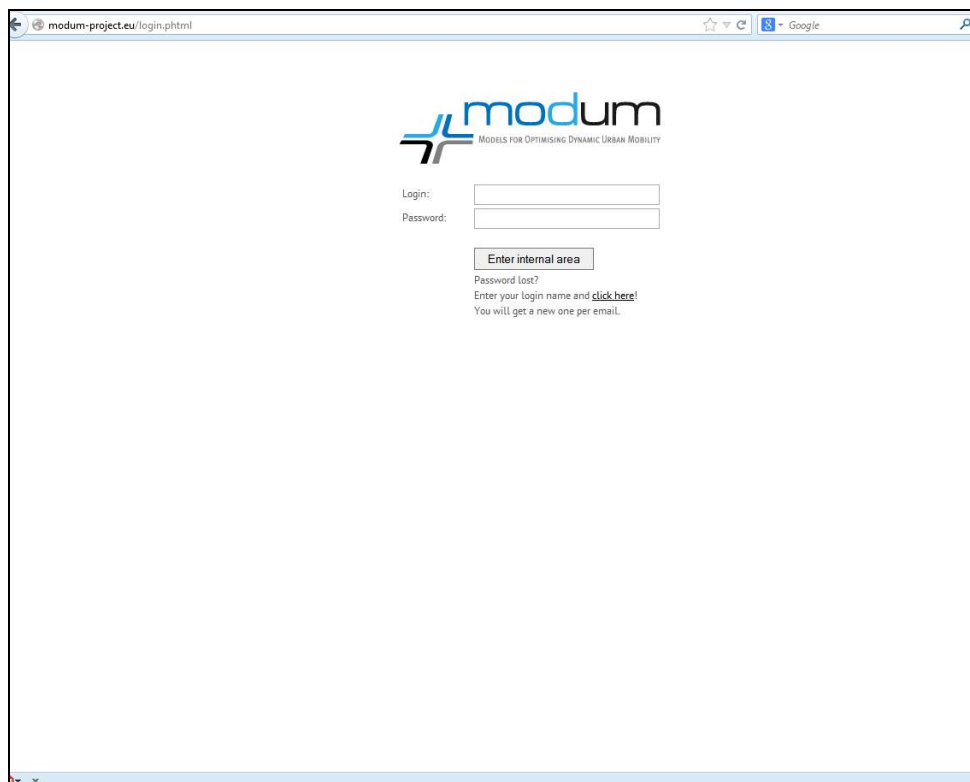 modum-project.eu/login.phtml
Google
modum
MODELS FOR OPTIMISING DYNAMIC URBAN MOBILITY
Login:
Password:
Enter internal area
Password lost?
Enter your login name and click here!
You will get a new one per email.